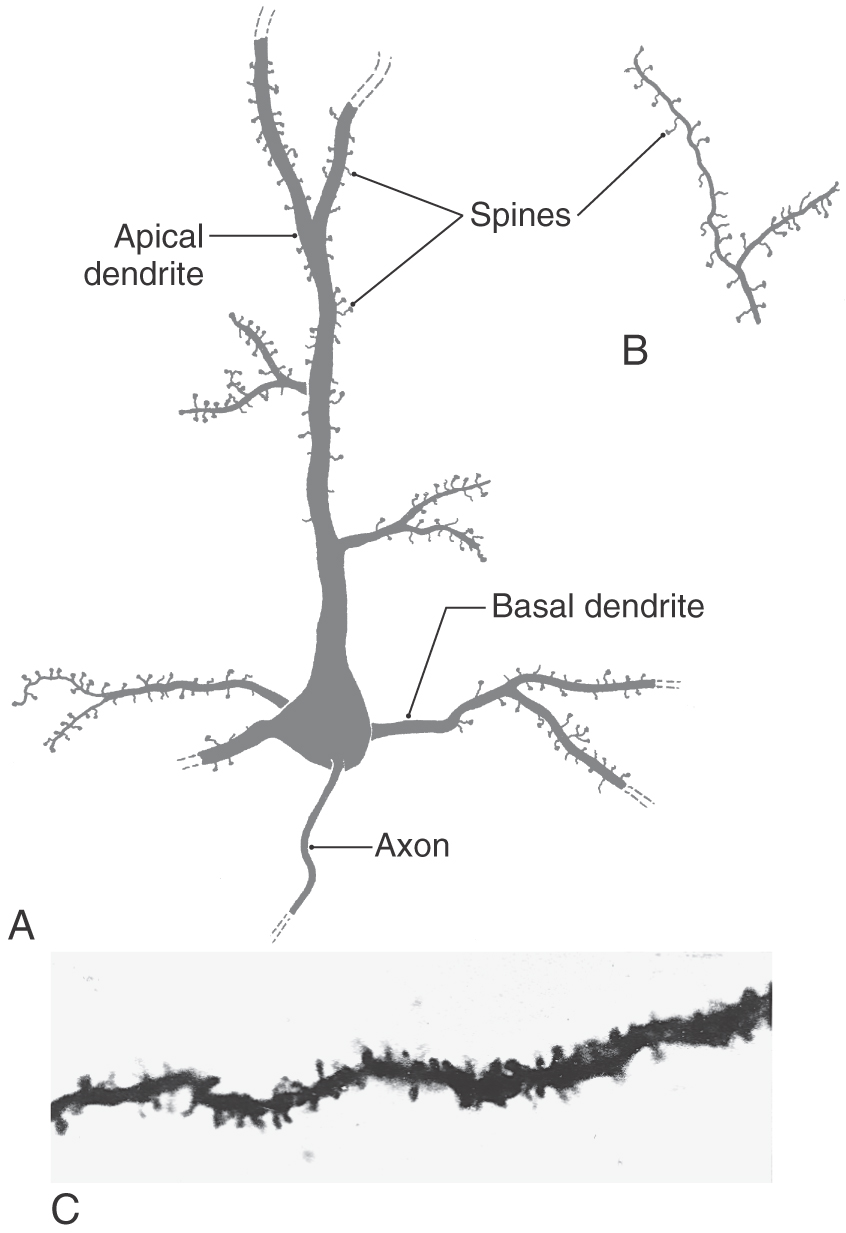 Spines
Apical
dendrite
B
Basal dendrite
Axon
A
C